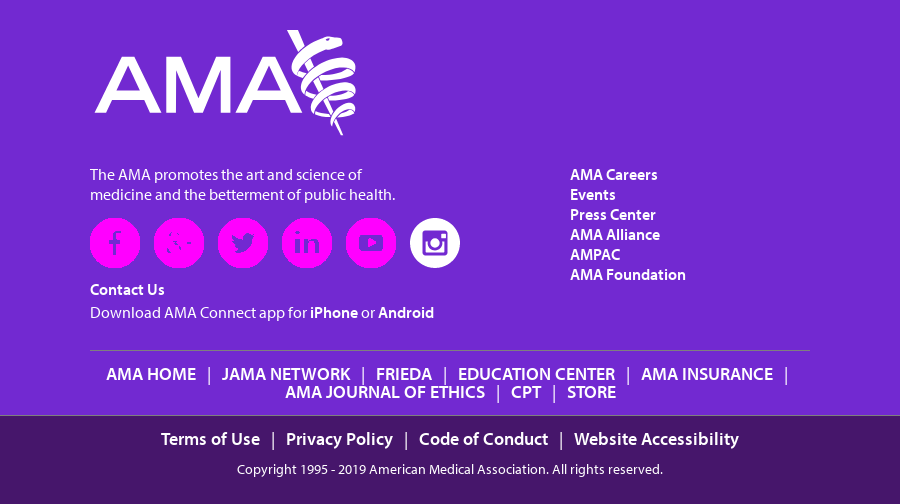 AMA
The AMA promotes the art and science of
medicine and the betterment of public health.
Contact Us
Download AMA Connect app for iPhone or Android
AMA Careers
Events
Press Center
AMA Alliance
AMPAC
AMA Foundation
AMA HOME | JAMA NETWORK | FRIEDA | EDUCATION CENTER | AMA INSURANCE |
AMA JOURNAL OF ETHICS | CPT | STORE
Terms of Use | Privacy Policy | Code of Conduct | Website Accessibility
Copyright 1995 - 2019 American Medical Association. All rights reserved.